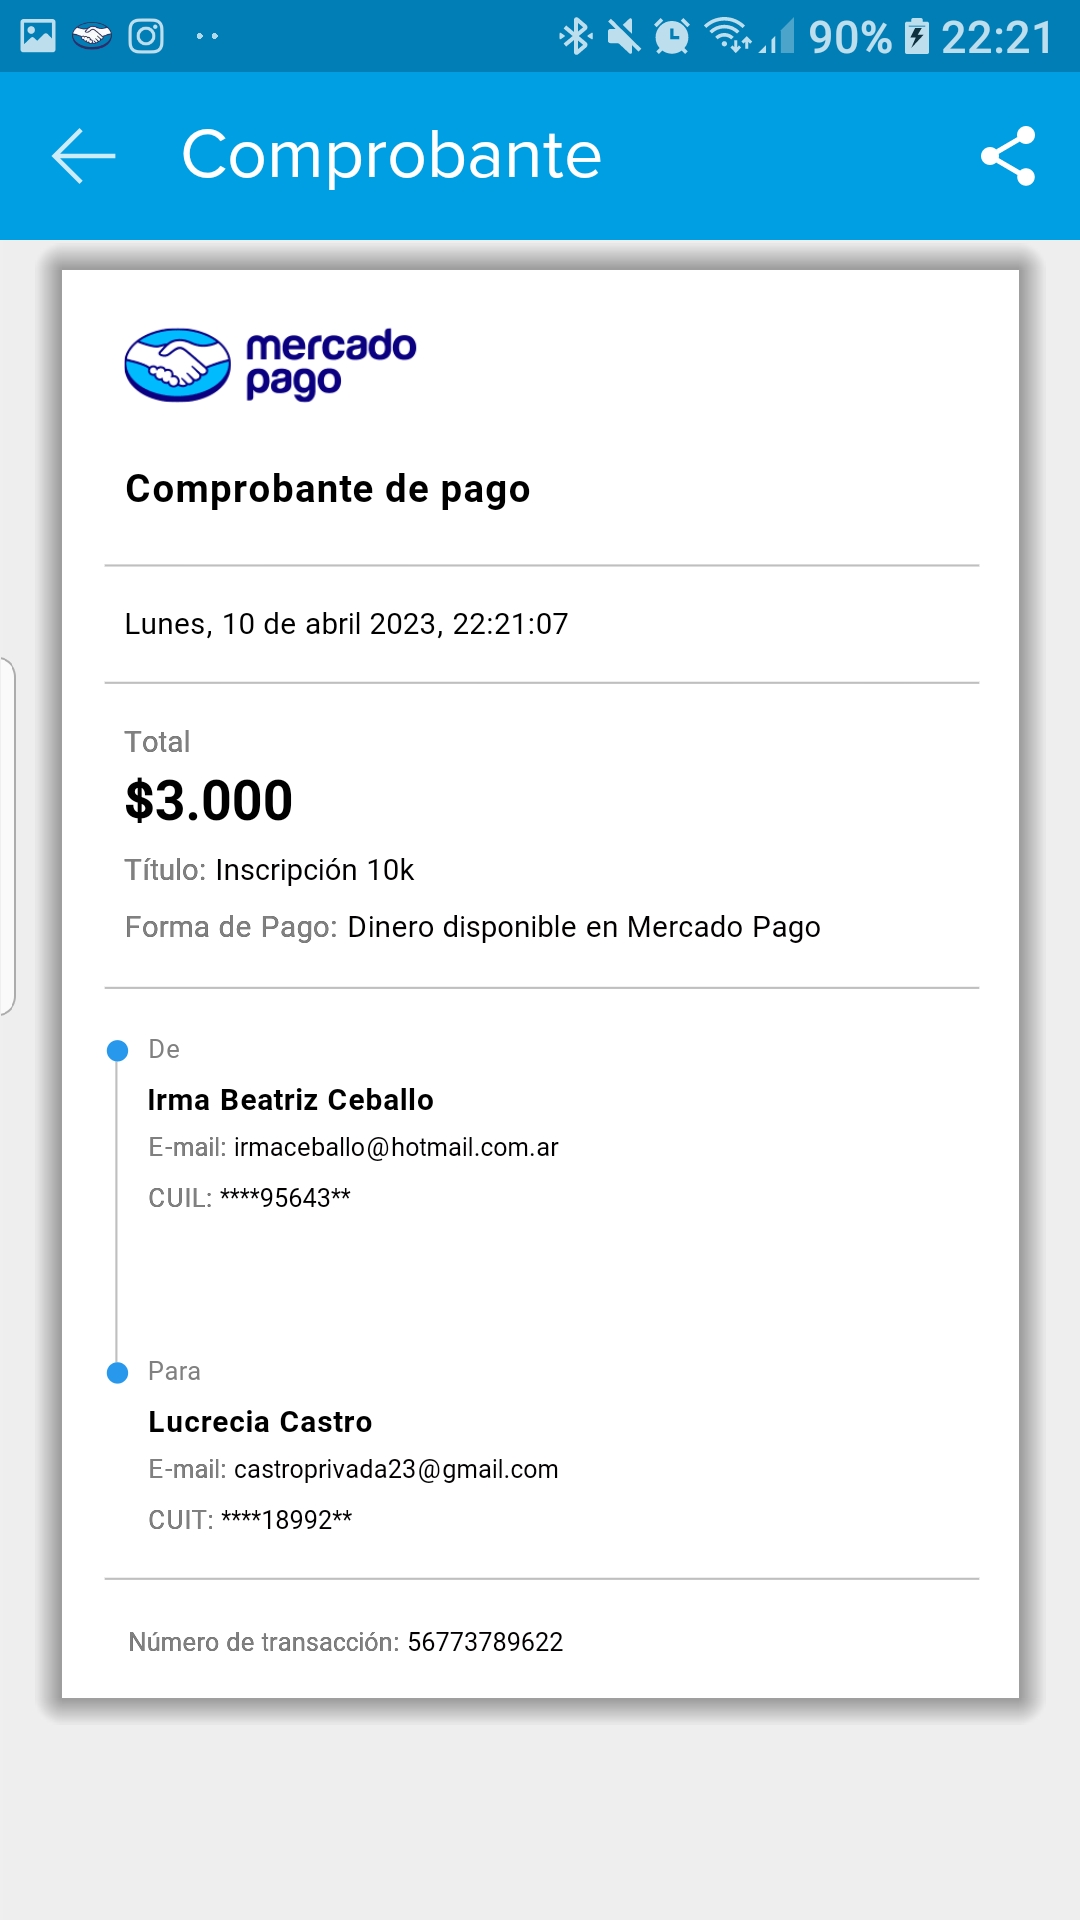 90% 22:21
Comprobante
mercado
pago
Comprobante de pago
Lunes, 10 de abril 2023, 22:21:07
Total
$3.000
Título: Inscripción 10k
Forma de Pago: Dinero disponible en Mercado Pago
De
Irma Beatriz Ceballo
E-mail: irmaceballo@hotmail.com.ar
CUIL: ****95643**
Para
Lucrecia Castro
E-mail: castroprivada23@gmail.com
CUIT: ****18992**
Número de transacción: 56773789622